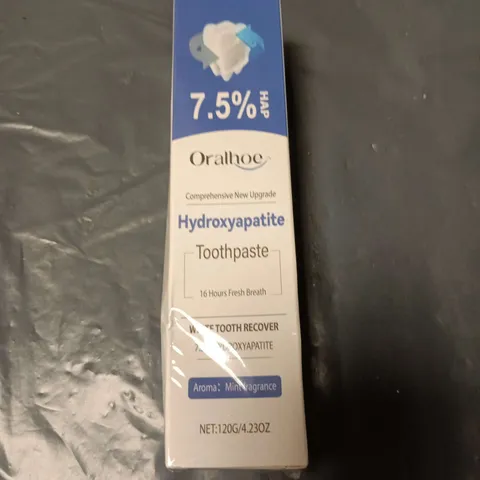 7.5% HAP
Oralhoe
Comprehensive New Upgrade
Hydroxyapatite
Toothpaste
16 Hours Fresh Breath
TOOTH RECOVER
Aroma: Mint fragrance
NET:120G/4.23OZ